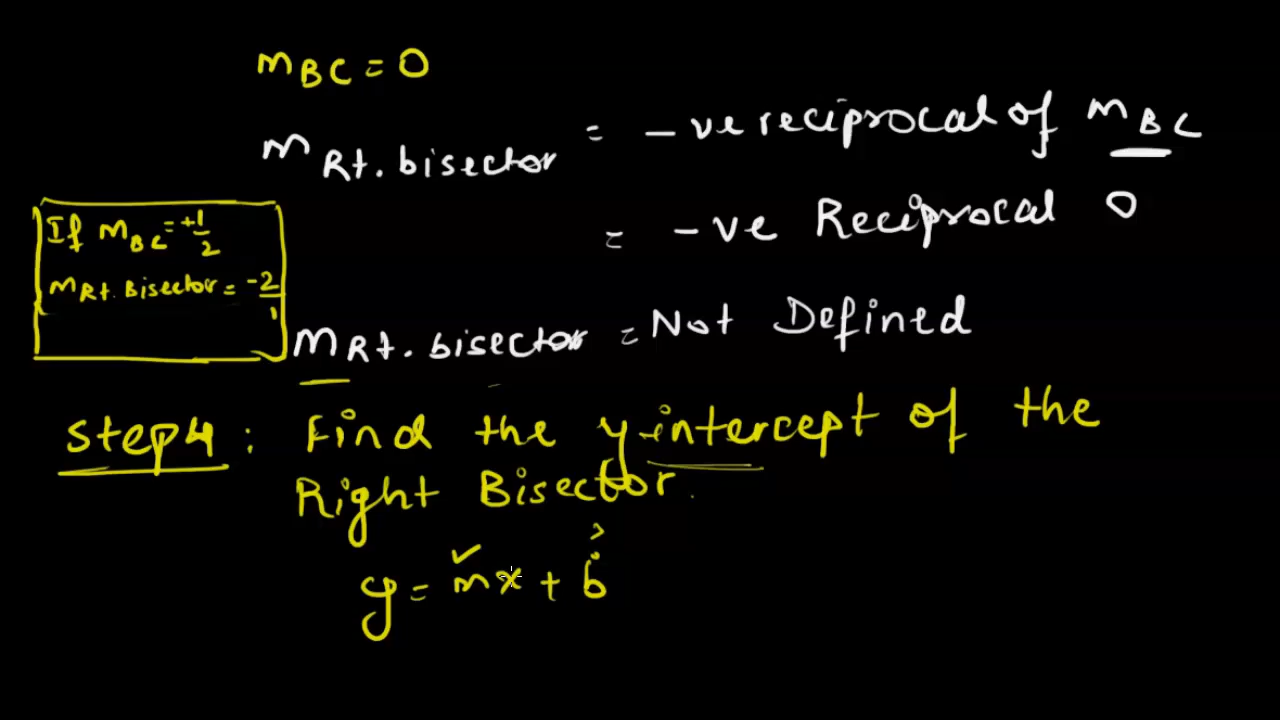 mBC = 0
mRt. bisector = -ve reciprocal of mBC
= -ve Reciprocal 0
If mBC = +1/2
mRt. Bisector = -2/1
mRt. bisector = Not Defined
Step4 : Find the y intercept of the
Right Bisector.
y = mx + b